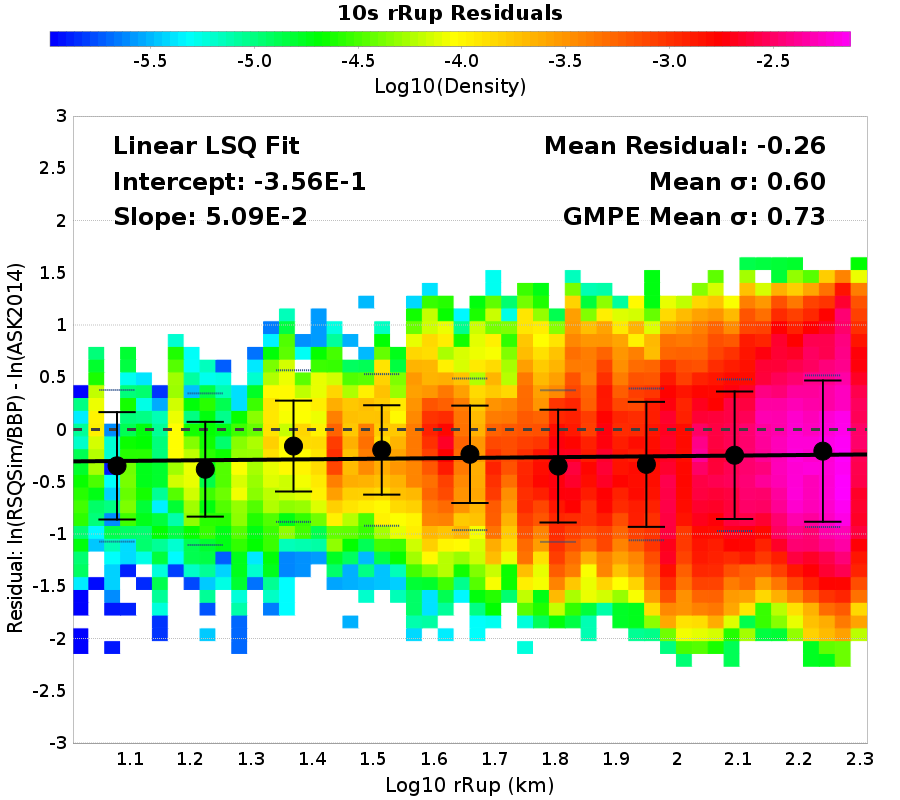 10s rRup Residuals
-5.5 -5.0 -4.5 -4.0 -3.5 -3.0 -2.5
Log10(Density)
Linear LSQ Fit
Intercept: -3.56E-1
Slope: 5.09E-2
Mean Residual: -0.26
Mean σ: 0.60
GMPE Mean σ: 0.73
Residual: ln(RSQSim/BBP) - ln(ASK2014)
3
2.5
2
1.5
1
0.5
0
-0.5
-1
-1.5
-2
-2.5
-3
1.1 1.2 1.3 1.4 1.5 1.6 1.7 1.8 1.9 2 2.1 2.2 2.3
Log10 rRup (km)